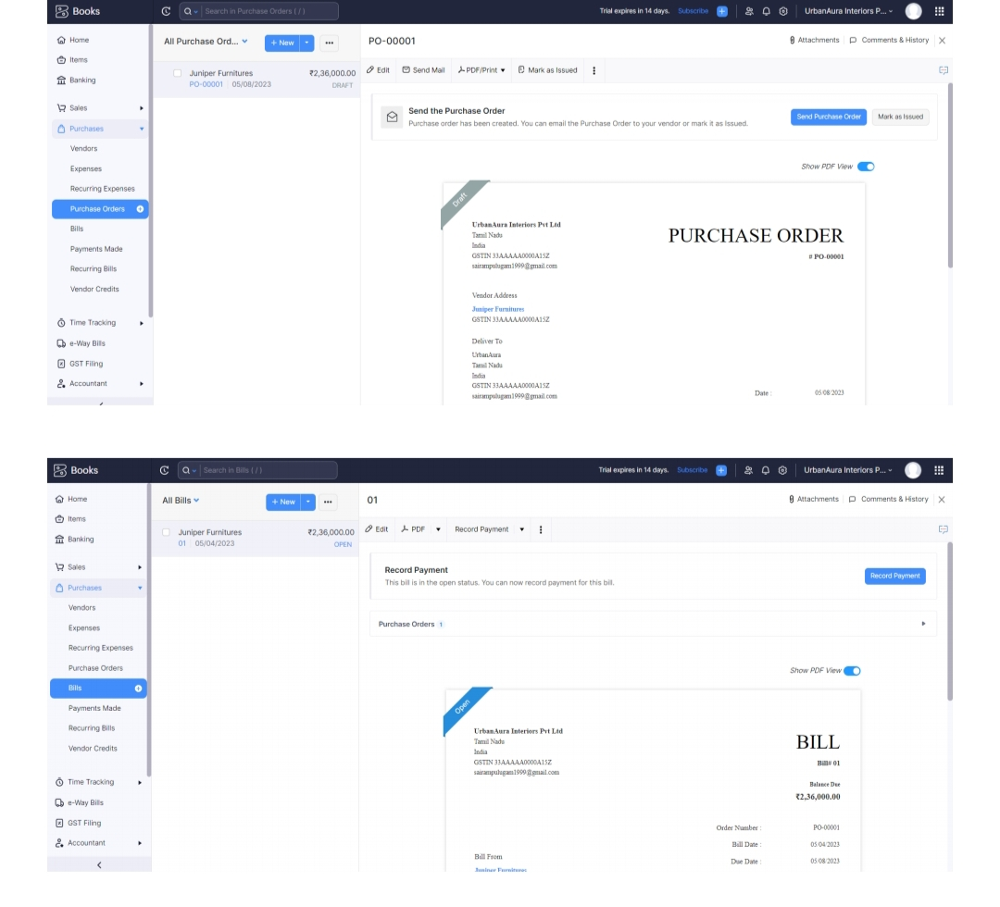 Books
Search in Purchase Orders ( / )
Trial expires in 14 days. Subscribe
UrbanAura Interiors P...
Home
Items
Banking
Sales
Purchases
Vendors
Expenses
Recurring Expenses
Purchase Orders
Bills
Payments Made
Recurring Bills
Vendor Credits
Time Tracking
e-Way Bills
GST Filing
Accountant
All Purchase Ord...
+ New
Juniper Furnitures ₹2,36,000.00
PO-00001 05/08/2023 DRAFT
PO-00001
Attachments Comments & History
Edit Send Mail PDF/Print Mark as Issued
Send the Purchase Order
Purchase order has been created. You can email the Purchase Order to your vendor or mark it as Issued.
Send Purchase Order Mark as Issued
Show PDF View
Draft
UrbanAura Interiors Pvt Ltd
Tamil Nadu
India
GSTIN 33AAAAA0000A15Z
sairampulugam1999@gmail.com
PURCHASE ORDER
# PO-00001
Vendor Address
Juniper Furnitures
GSTIN 33AAAAA0000A15Z
Deliver To
UrbanAura
Tamil Nadu
India
GSTIN 33AAAAA0000A15Z
sairampulugam1999@gmail.com
Date : 05/08/2023
Books
Search in Bills ( / )
Trial expires in 14 days. Subscribe
UrbanAura Interiors P...
Home
Items
Banking
Sales
Purchases
Vendors
Expenses
Recurring Expenses
Purchase Orders
Bills
Payments Made
Recurring Bills
Vendor Credits
Time Tracking
e-Way Bills
GST Filing
Accountant
All Bills
+ New
Juniper Furnitures ₹2,36,000.00
01 05/04/2023 OPEN
01
Attachments Comments & History
Edit PDF Record Payment
Record Payment
This bill is in the open status. You can now record payment for this bill.
Record Payment
Purchase Orders 1
Show PDF View
Open
UrbanAura Interiors Pvt Ltd
Tamil Nadu
India
GSTIN 33AAAAA0000A15Z
sairampulugam1999@gmail.com
BILL
Bill# 01
Balance Due
₹2,36,000.00
Order Number : PO-00001
Bill Date : 05/04/2023
Due Date : 05/08/2023
Bill From
Juniper Furnitures